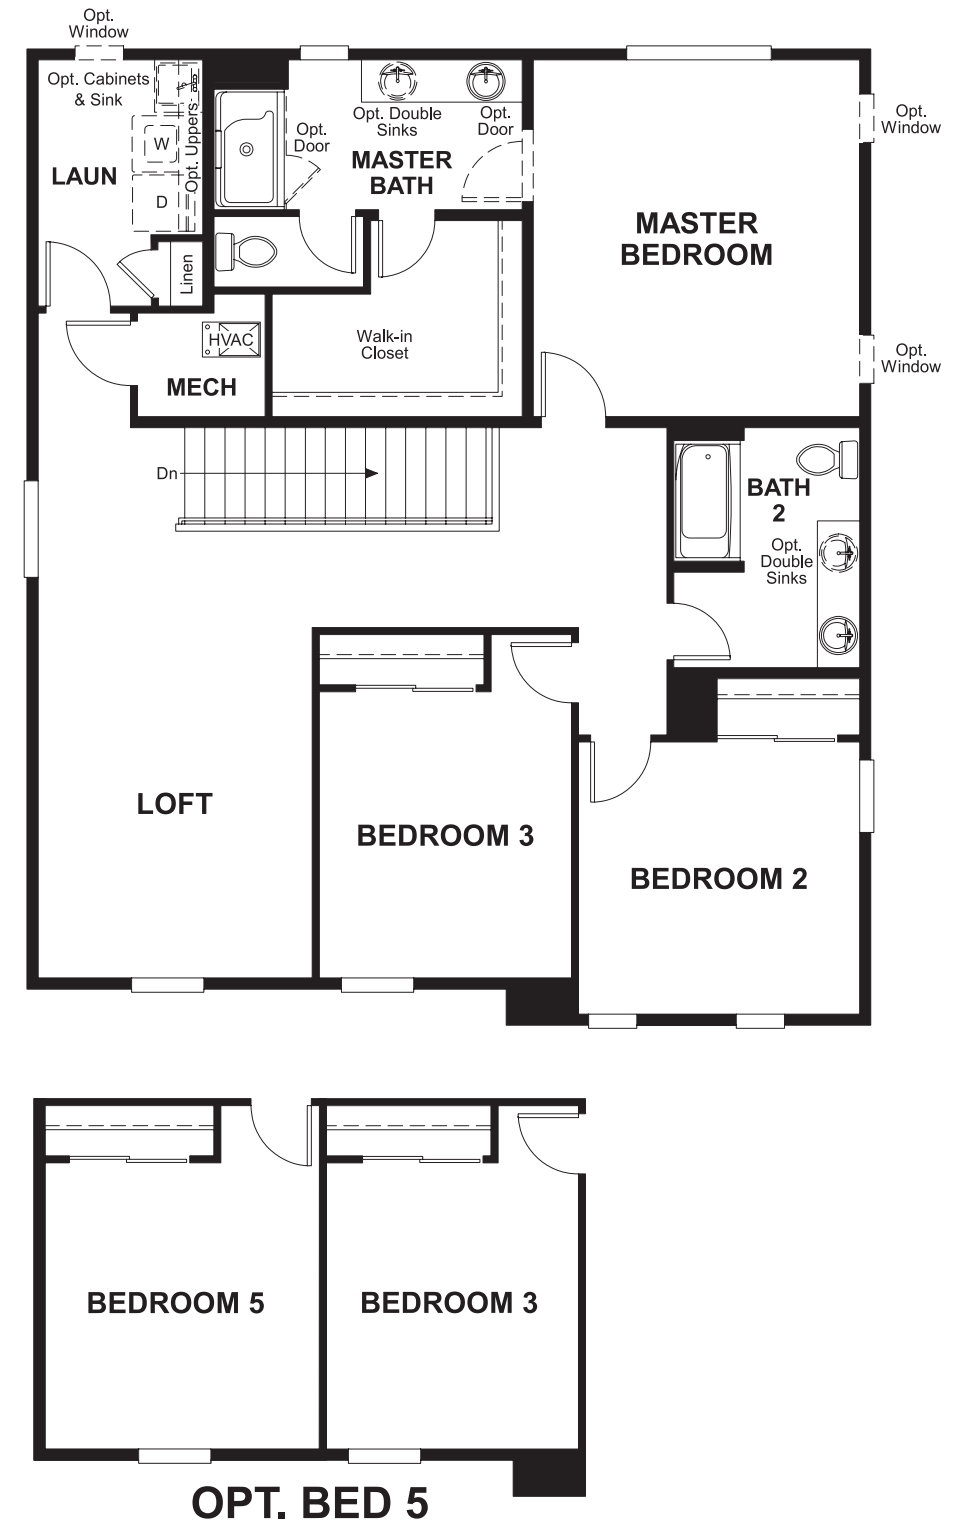 Opt.
Window
Opt. Cabinets
& Sink
Opt. Uppers
W
D
LAUN
Linen
Opt.
Door
Opt. Double
Sinks
Opt.
Door
MASTER
BATH
MASTER
BEDROOM
Opt.
Window
Opt.
Window
HVAC
MECH
Walk-in
Closet
Dn
BATH
2
Opt.
Double
Sinks
LOFT
BEDROOM 3
BEDROOM 2
BEDROOM 5
BEDROOM 3
OPT. BED 5